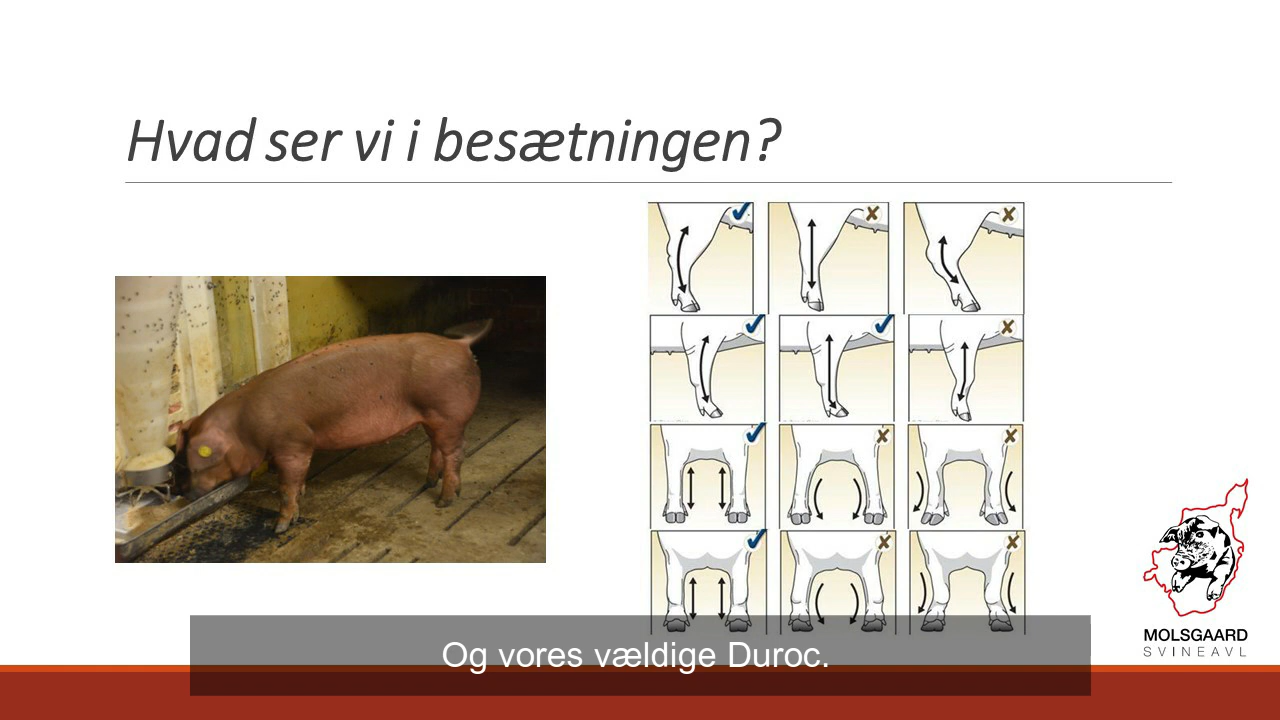 Hvad ser vi i besætningen?
MOLSGAARD
SVINEAVL
Og vores vældige Duroc.